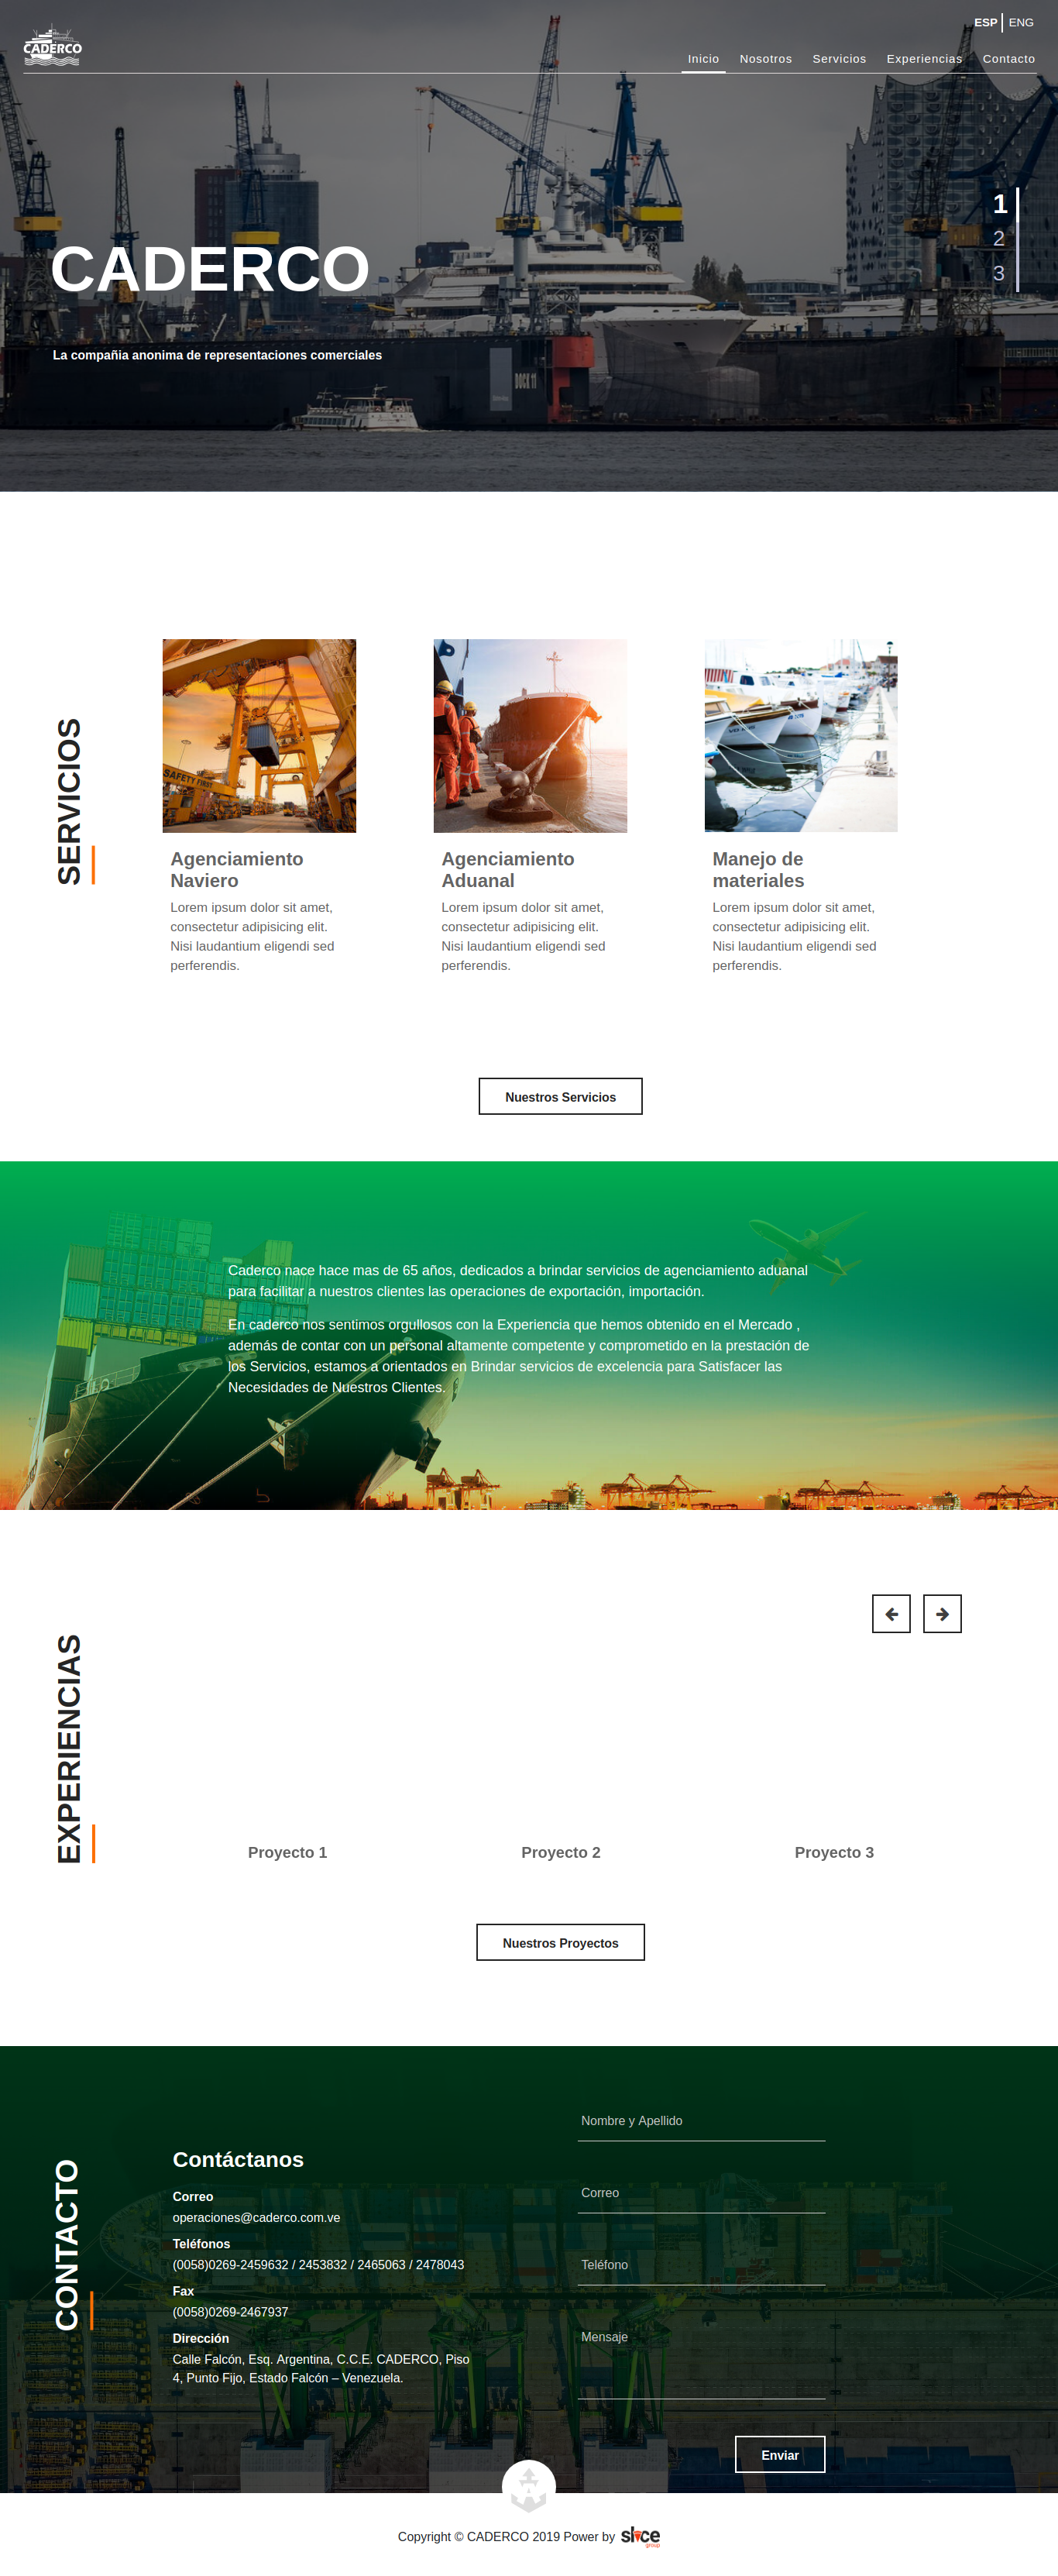 CADERCO
ESP ENG
Inicio Nosotros Servicios Experiencias Contacto
1
2
3
CADERCO
La compañia anonima de representaciones comerciales
DOCK 11
SERVICIOS
SAFETY FIRST
Agenciamiento
Naviero
Lorem ipsum dolor sit amet,
consectetur adipisicing elit.
Nisi laudantium eligendi sed
perferendis.
Agenciamiento
Aduanal
Lorem ipsum dolor sit amet,
consectetur adipisicing elit.
Nisi laudantium eligendi sed
perferendis.
Manejo de
materiales
Lorem ipsum dolor sit amet,
consectetur adipisicing elit.
Nisi laudantium eligendi sed
perferendis.
Nuestros Servicios
Caderco nace hace mas de 65 años, dedicados a brindar servicios de agenciamiento aduanal
para facilitar a nuestros clientes las operaciones de exportación, importación.
En caderco nos sentimos orgullosos con la Experiencia que hemos obtenido en el Mercado ,
además de contar con un personal altamente competente y comprometido en la prestación de
los Servicios, estamos a orientados en Brindar servicios de excelencia para Satisfacer las
Necesidades de Nuestros Clientes.
EXPERIENCIAS
Proyecto 1
Proyecto 2
Proyecto 3
Nuestros Proyectos
CONTACTO
Contáctanos
Correo
operaciones@caderco.com.ve
Teléfonos
(0058)0269-2459632 / 2453832 / 2465063 / 2478043
Fax
(0058)0269-2467937
Dirección
Calle Falcón, Esq. Argentina, C.C.E. CADERCO, Piso
4, Punto Fijo, Estado Falcón – Venezuela.
Nombre y Apellido
Correo
Teléfono
Mensaje
Enviar
Copyright © CADERCO 2019 Power by slice
group